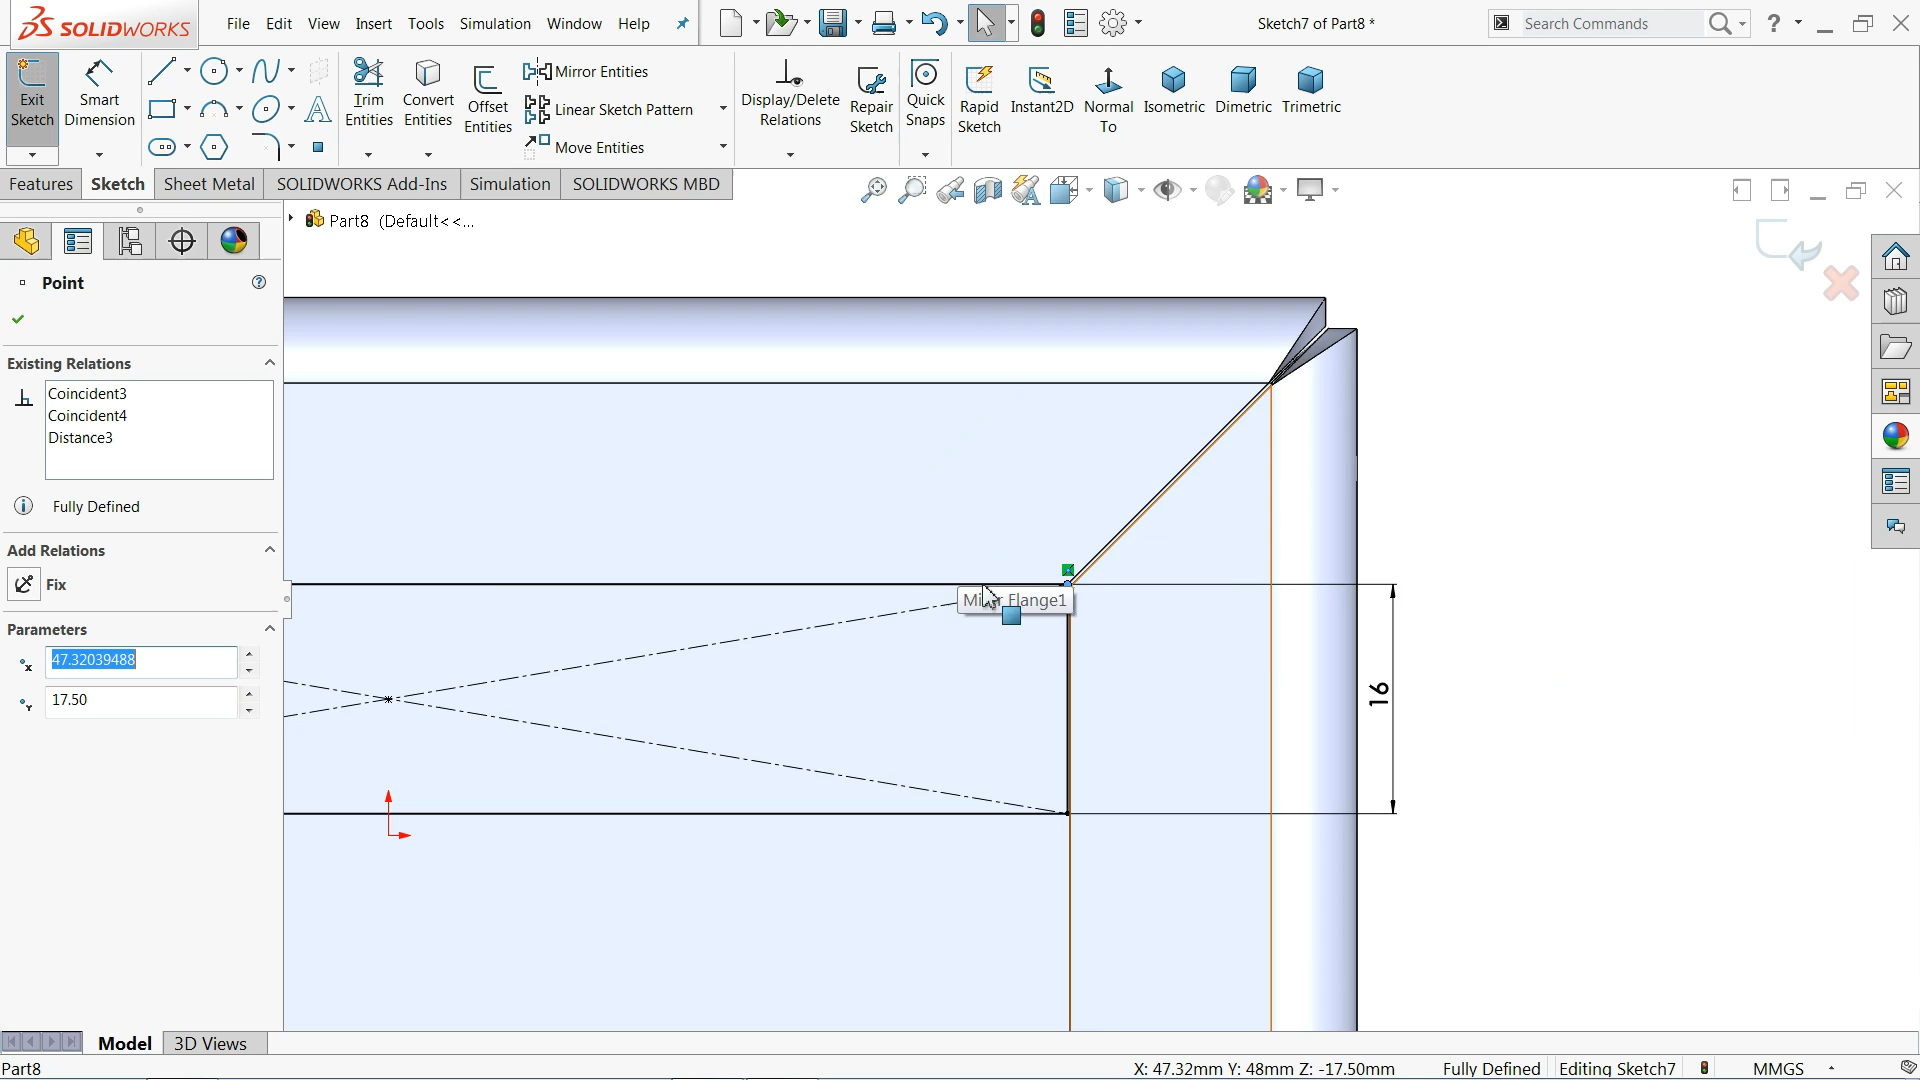 SOLIDWORKS
File Edit View Insert Tools Simulation Window Help
Sketch7 of Part8 *
Search Commands
Exit Sketch
Smart Dimension
Trim Entities
Convert Entities
Offset Entities
Mirror Entities
Linear Sketch Pattern
Move Entities
Display/Delete Relations
Repair Sketch
Quick Snaps
Rapid Sketch
Instant2D
Normal To
Isometric
Dimetric
Trimetric
Features Sketch Sheet Metal SOLIDWORKS Add-Ins Simulation SOLIDWORKS MBD
Part8 (Default<<...
Point
Existing Relations
Coincident3
Coincident4
Distance3
Fully Defined
Add Relations
Fix
Parameters
47.32039488
17.50
Flange1
16
Model 3D Views
Part8
X: 47.32mm Y: 48mm Z: -17.50mm
Fully Defined
Editing Sketch7
MMGS